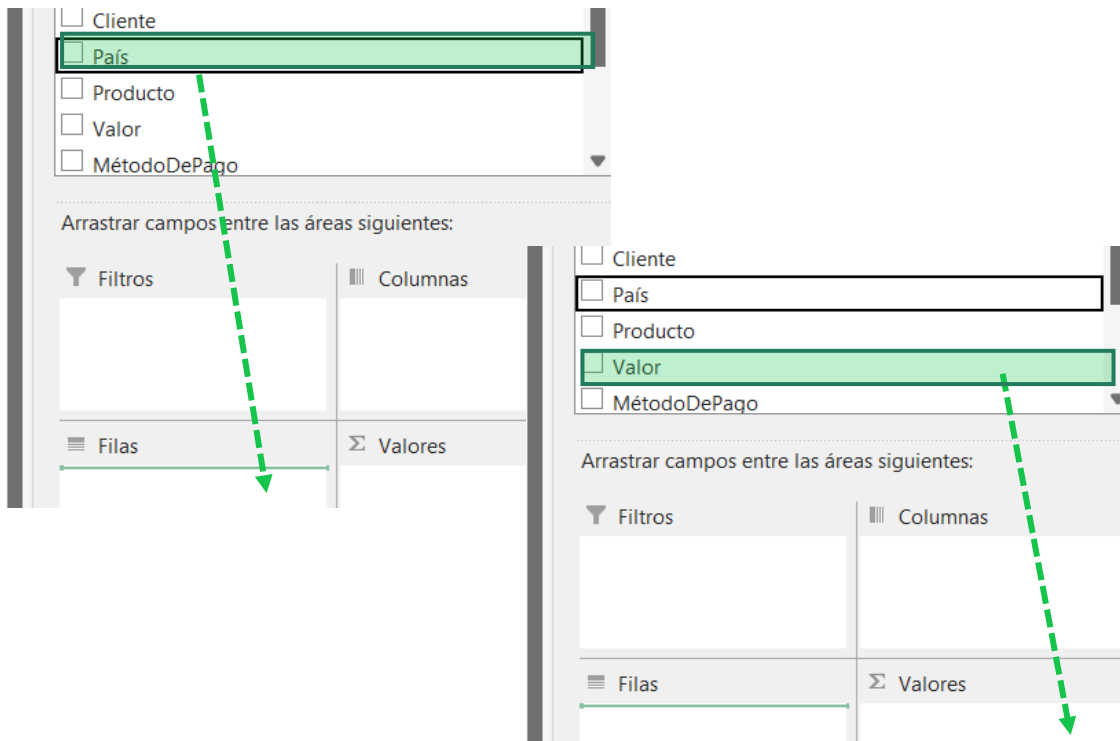 Cliente
País
Producto
Valor
MétodoDePago
Arrastrar campos entre las áreas siguientes:
Filtros
Columnas
Filas
Σ Valores
Cliente
País
Producto
Valor
MétodoDePago
Arrastrar campos entre las áreas siguientes:
Filtros
Columnas
Filas
Σ Valores